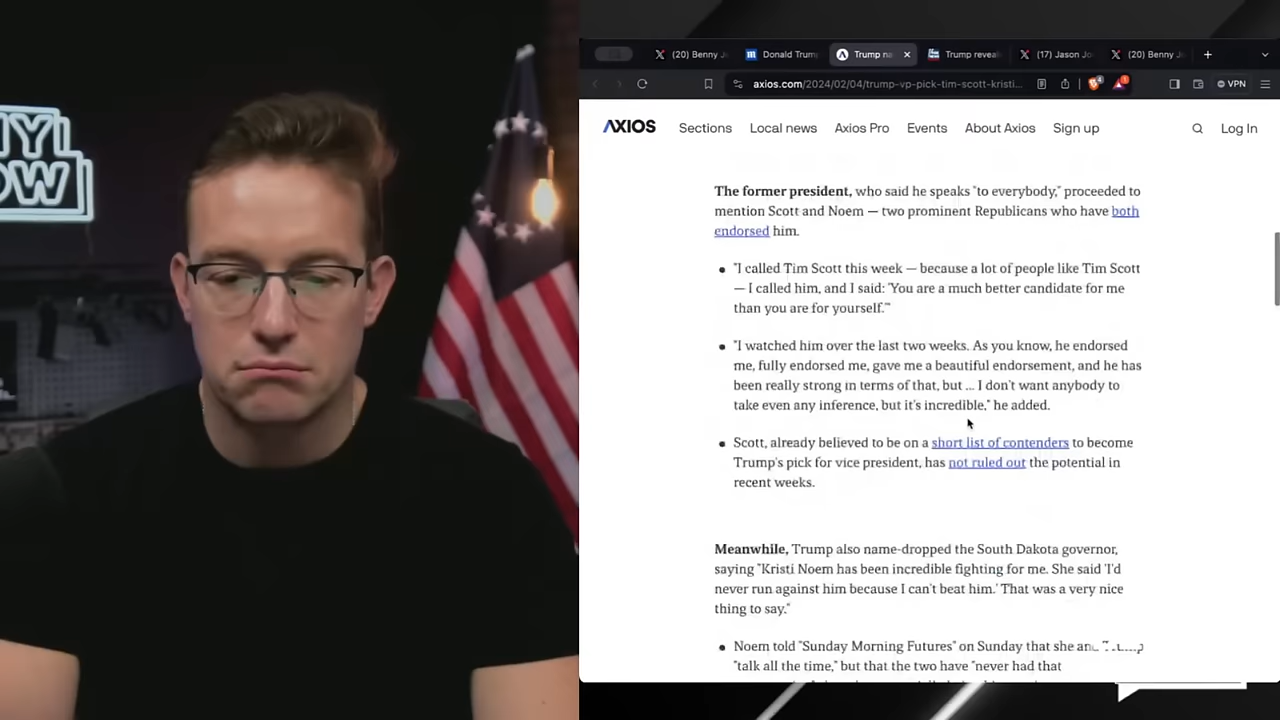 (20) Benny J
Donald Trum
Trump na
Trump revea
(17) Jason Jo
(20) Benny J
axios.com/2024/02/04/trump-vp-pick-tim-scott-kristi...
VPN
AXIOS
Sections
Local news
Axios Pro
Events
About Axios
Sign up
Log In
The former president, who said he speaks "to everybody," proceeded to
mention Scott and Noem — two prominent Republicans who have both
endorsed him.
"I called Tim Scott this week — because a lot of people like Tim Scott
— I called him, and I said: 'You are a much better candidate for me
than you are for yourself.'"
"I watched him over the last two weeks. As you know, he endorsed
me, fully endorsed me, gave me a beautiful endorsement, and he has
been really strong in terms of that, but ... I don't want anybody to
take even any inference, but it's incredible," he added.
Scott, already believed to be on a short list of contenders to become
Trump's pick for vice president, has not ruled out the potential in
recent weeks.
Meanwhile, Trump also name-dropped the South Dakota governor,
saying "Kristi Noem has been incredible fighting for me. She said 'I'd
never run against him because I can't beat him.' That was a very nice
thing to say."
Noem told "Sunday Morning Futures" on Sunday that she
"talk all the time," but that the two have "never had that